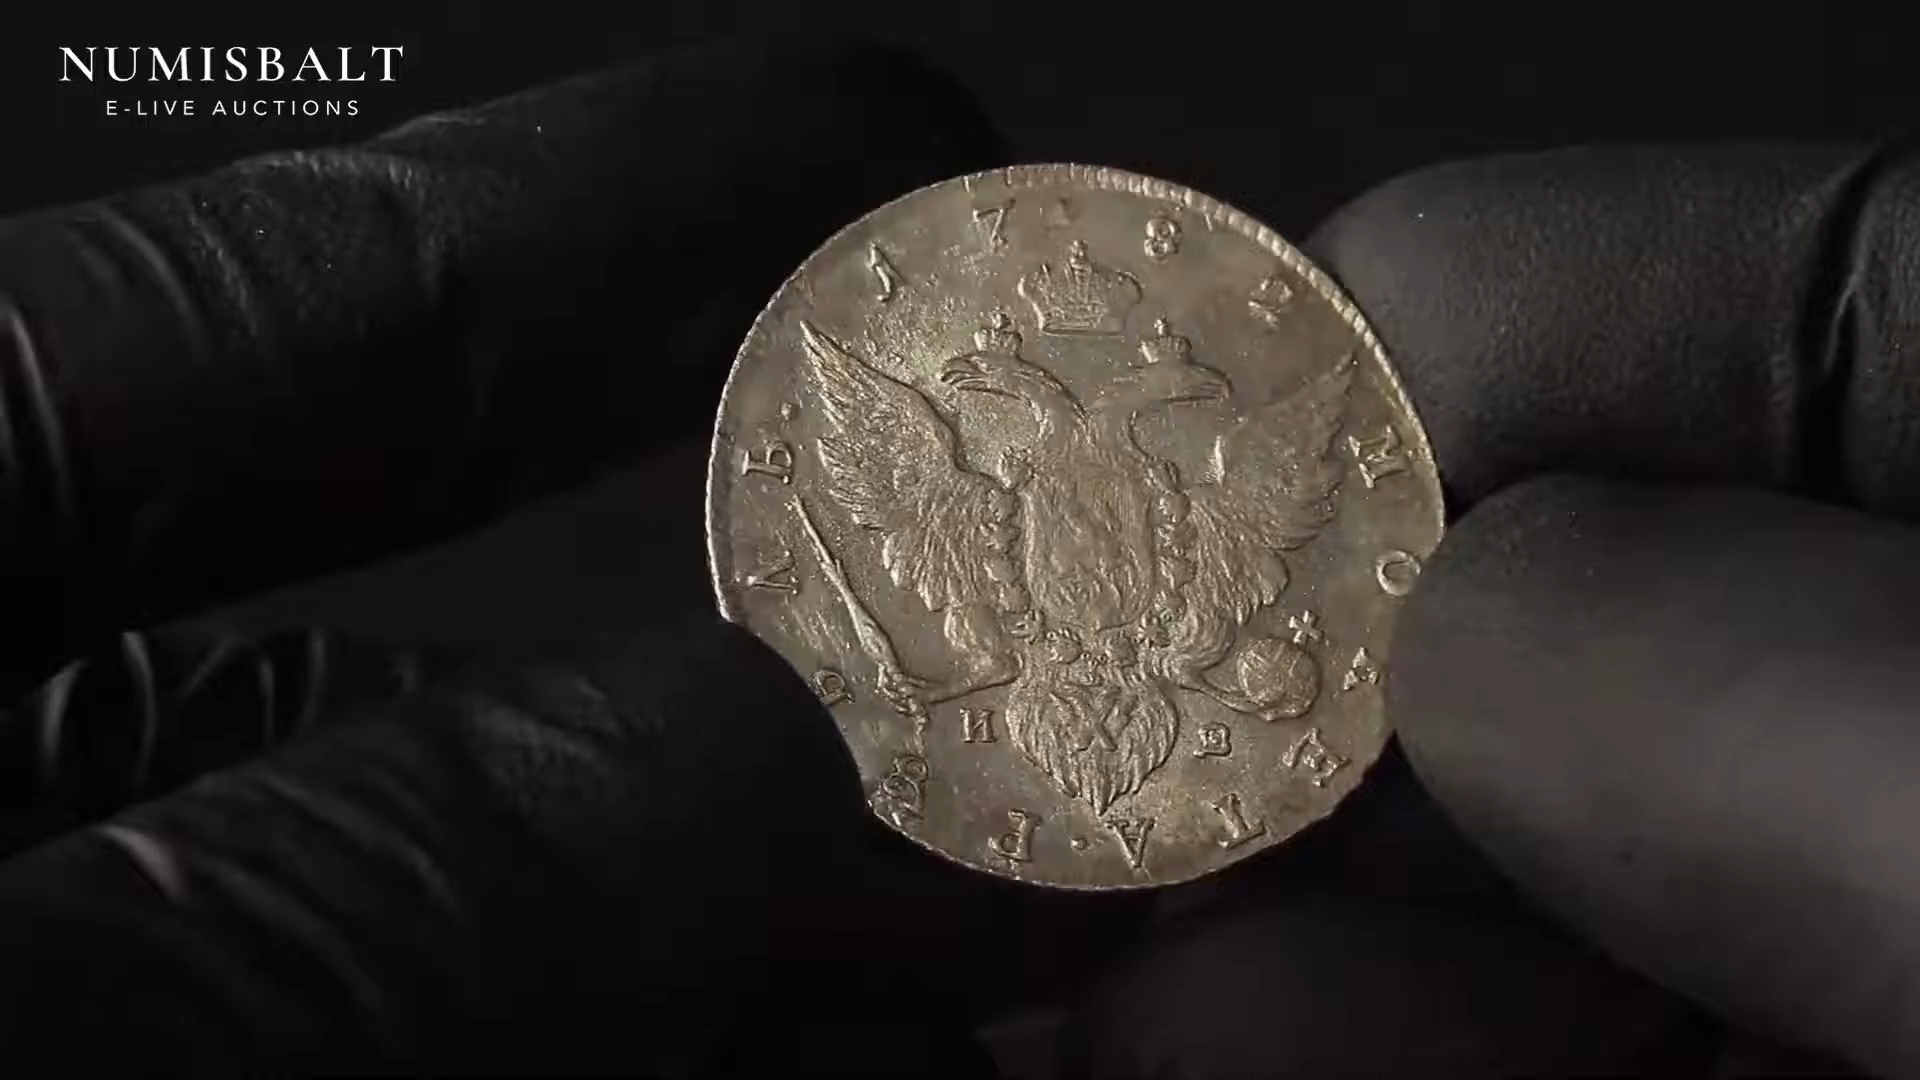 NUMISBALT
E-LIVE AUCTIONS
1782
МОНЕТА · РУБЛЬ ·
И З